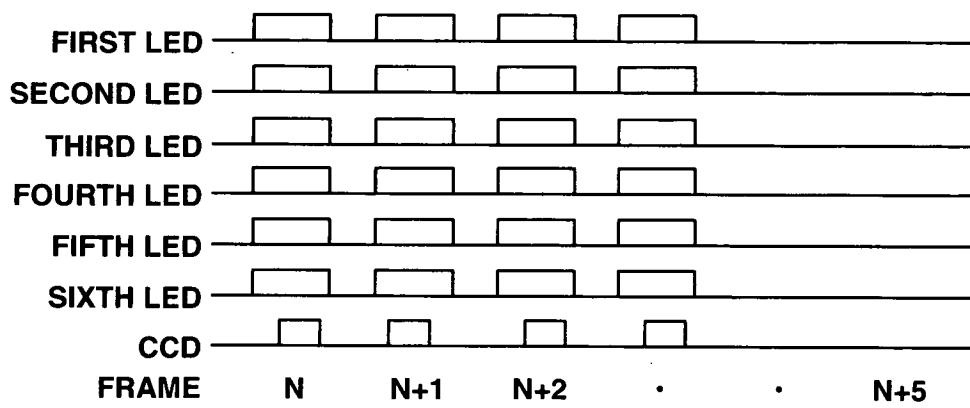 FIRST LED
SECOND LED
THIRD LED
FOURTH LED
FIFTH LED
SIXTH LED
CCD
FRAME N N+1 N+2 · · N+5